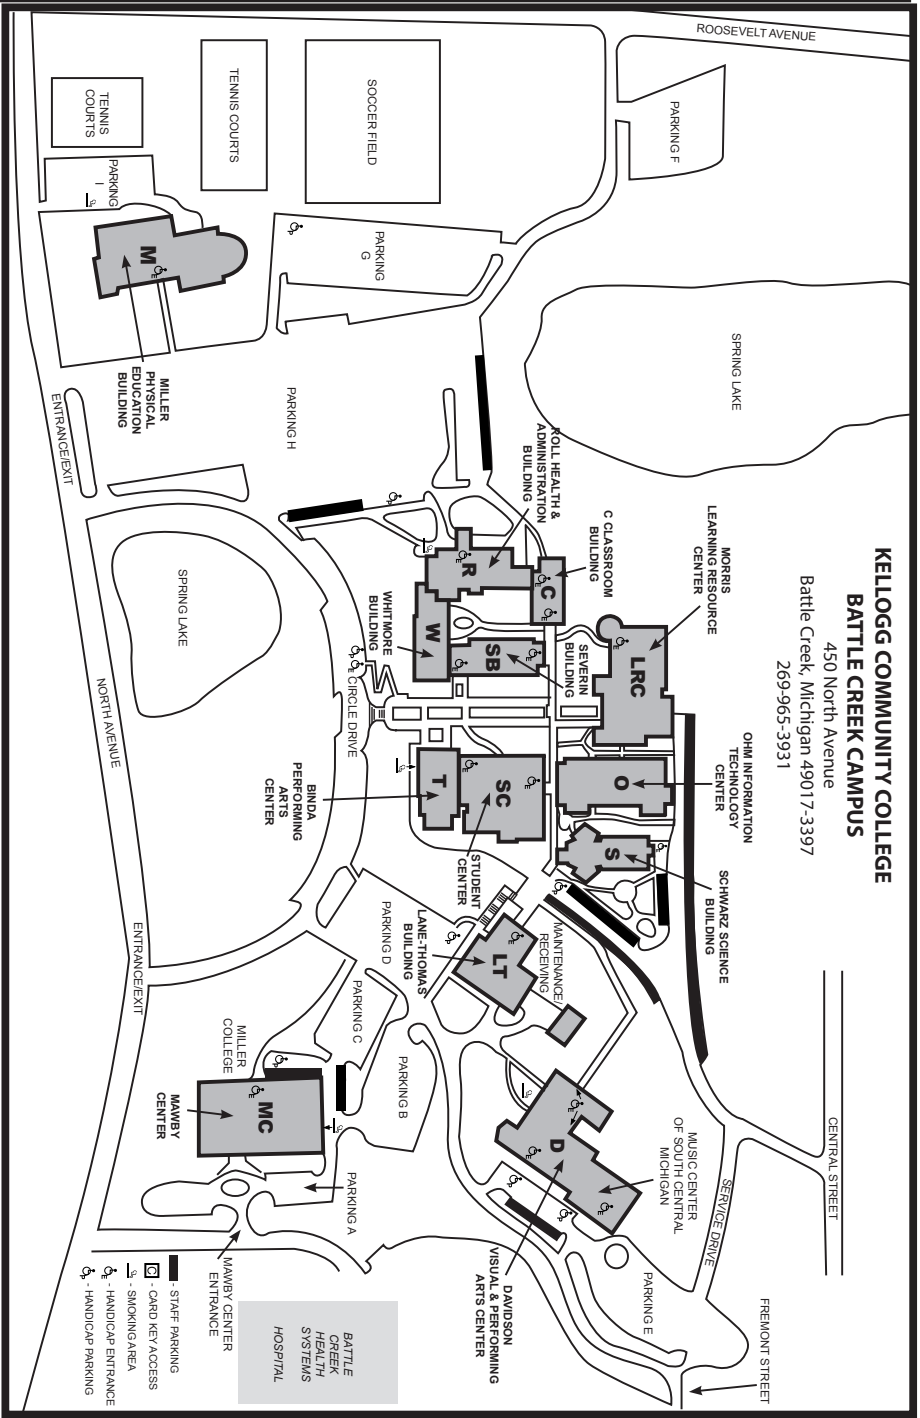 KELLOGG COMMUNITY COLLEGE
BATTLE CREEK CAMPUS
450 North Avenue
Battle Creek, Michigan 49017-3397
269-965-3931
ROOSEVELT AVENUE
PARKING F
SOCCER FIELD
TENNIS COURTS
TENNIS
COURTS
PARKING
I
PARKING
G
M
MILLER
PHYSICAL
EDUCATION
BUILDING
SPRING LAKE
PARKING H
ENTRANCE/EXIT
ROLL HEALTH &
ADMINISTRATION
BUILDING
C CLASSROOM
BUILDING
MORRIS
LEARNING RESOURCE
CENTER
R
C
W
SB
LRC
WHITMORE
BUILDING
SEVERIN
BUILDING
SPRING LAKE
NORTH AVENUE
CIRCLE DRIVE
OHM INFORMATION
TECHNOLOGY
CENTER
T
SC
O
S
BINDA
PERFORMING
ARTS
CENTER
STUDENT
CENTER
SCHWARZ SCIENCE
BUILDING
LANE-THOMAS
BUILDING
LT
MAINTENANCE/
RECEIVING
PARKING D
ENTRANCE/EXIT
PARKING C
PARKING B
MILLER
COLLEGE
MC
MAWBY
CENTER
PARKING A
MAWBY CENTER
ENTRANCE
D
MUSIC CENTER
OF SOUTH CENTRAL
MICHIGAN
DAVIDSON
VISUAL & PERFORMING
ARTS CENTER
SERVICE DRIVE
CENTRAL STREET
PARKING E
FREMONT STREET
BATTLE
CREEK
HEALTH
SYSTEMS
HOSPITAL
- STAFF PARKING
C - CARD KEY ACCESS
- SMOKING AREA
E - HANDICAP ENTRANCE
P - HANDICAP PARKING